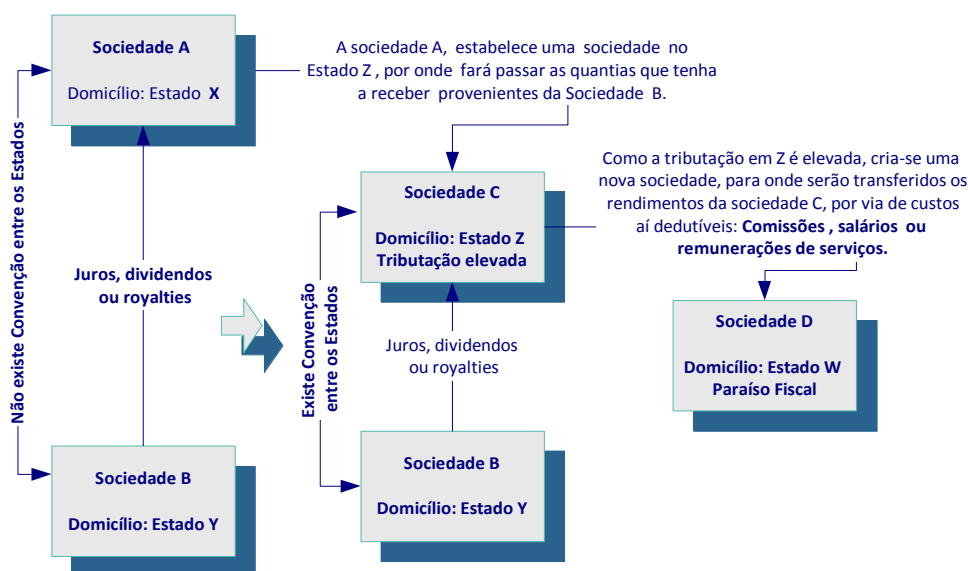 Sociedade A
Domicílio: Estado X
A sociedade A, estabelece uma sociedade no
Estado Z , por onde fará passar as quantias que tenha
a receber provenientes da Sociedade B.
Não existe Convenção entre os Estados
Juros, dividendos
ou royalties
Sociedade B
Domicílio: Estado Y
Sociedade C
Domicílio: Estado Z
Tributação elevada
Existe Convenção
entre os Estados
Juros, dividendos
ou royalties
Sociedade B
Domicílio: Estado Y
Como a tributação em Z é elevada, cria-se uma
nova sociedade, para onde serão transferidos os
rendimentos da sociedade C, por via de custos
aí dedutíveis: Comissões , salários ou
remunerações de serviços.
Sociedade D
Domicílio: Estado W
Paraíso Fiscal